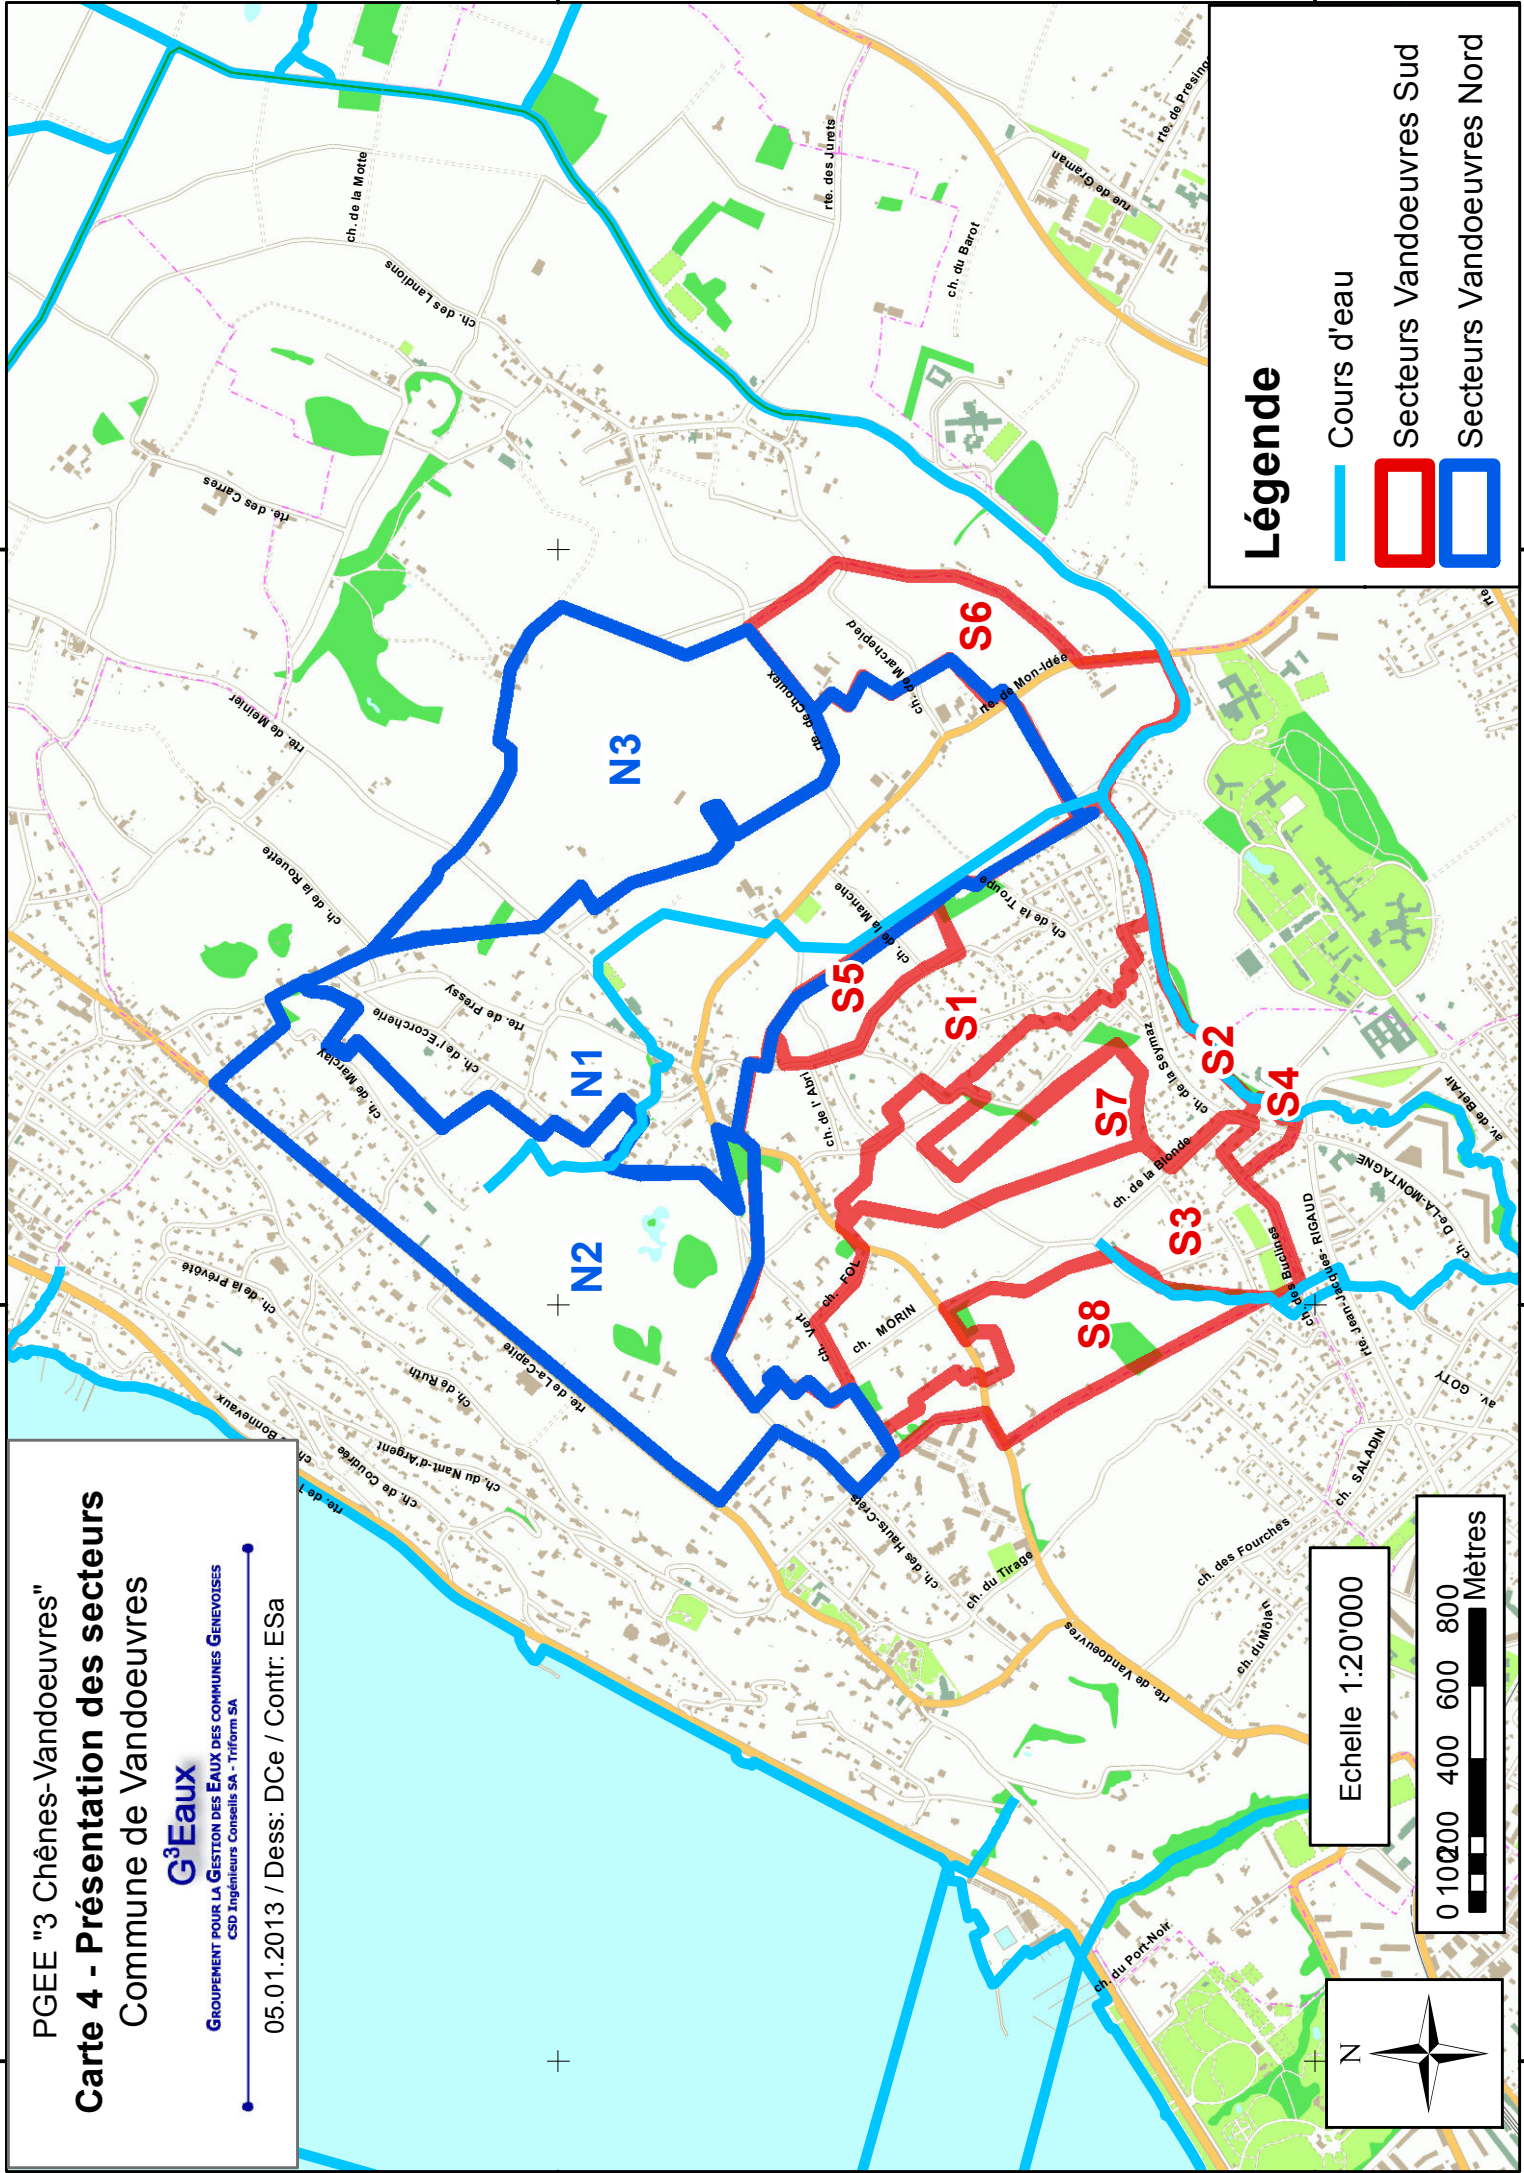 PGEE "3 Chênes-Vandoeuvres"
Carte 4 - Présentation des secteurs
Commune de Vandoeuvres
G³Eaux
GROUPEMENT POUR LA GESTION DES EAUX DES COMMUNES GENEVOISES
CSD Ingénieurs Conseils SA - Triform SA
05.01.2013 / Dess: DCe / Contr: ESa
Légende
Cours d'eau
Secteurs Vandoeuvres Sud
Secteurs Vandoeuvres Nord
Echelle 1:20'000
0 100 200 400 600 800
Mètres
N
N1
N2
N3
S1
S2
S3
S4
S5
S6
S7
S8
ch. de la Motte
ch. des Landions
rte. des Jurets
ch. du Barot
rue de Graman
rte. des Carres
rte. de Meinier
ch. de la Rouette
rte. de Choulex
ch. de Marchepied
rte. de Mon-Idée
ch. de la Manche
ch. de la Troupe
rte. de Pressy
ch. de l'Ecorcherie
ch. de Marclay
ch. de l'Abri
ch. de la Seymaz
ch. de la Blonde
av. de Bel-Air
ch. De-LA-MONTAGNE
rte. Jean-Jacques-RIGAUD
ch. des Buclines
ch. FOL
ch. Vert
ch. MORIN
ch. de la Prévôté
ch. de Ruth
rte. de La-Capite
ch. du Nant-d'Argent
ch. de Coudrée
Bonnevaux
rte. de
ch. des Hauts-Crêts
ch. du Tirage
rte. de Vandoeuvres
ch. des Fourches
ch. du Môlan
ch. SALADIN
av. GOTY
ch. du Port-Noir
rte